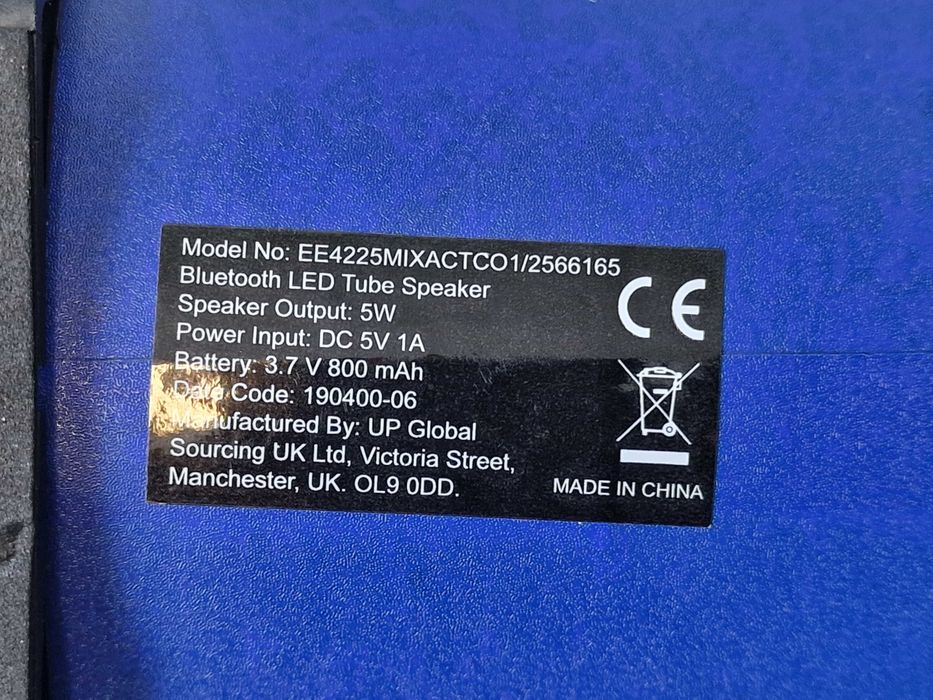 Model No: EE4225MIXACTCO1/2566165
Bluetooth LED Tube Speaker
Speaker Output: 5W
Power Input: DC 5V 1A
Battery: 3.7 V 800 mAh
Date Code: 190400-06
Manufactured By: UP Global
Sourcing UK Ltd, Victoria Street,
Manchester, UK. OL9 0DD.
CE
MADE IN CHINA